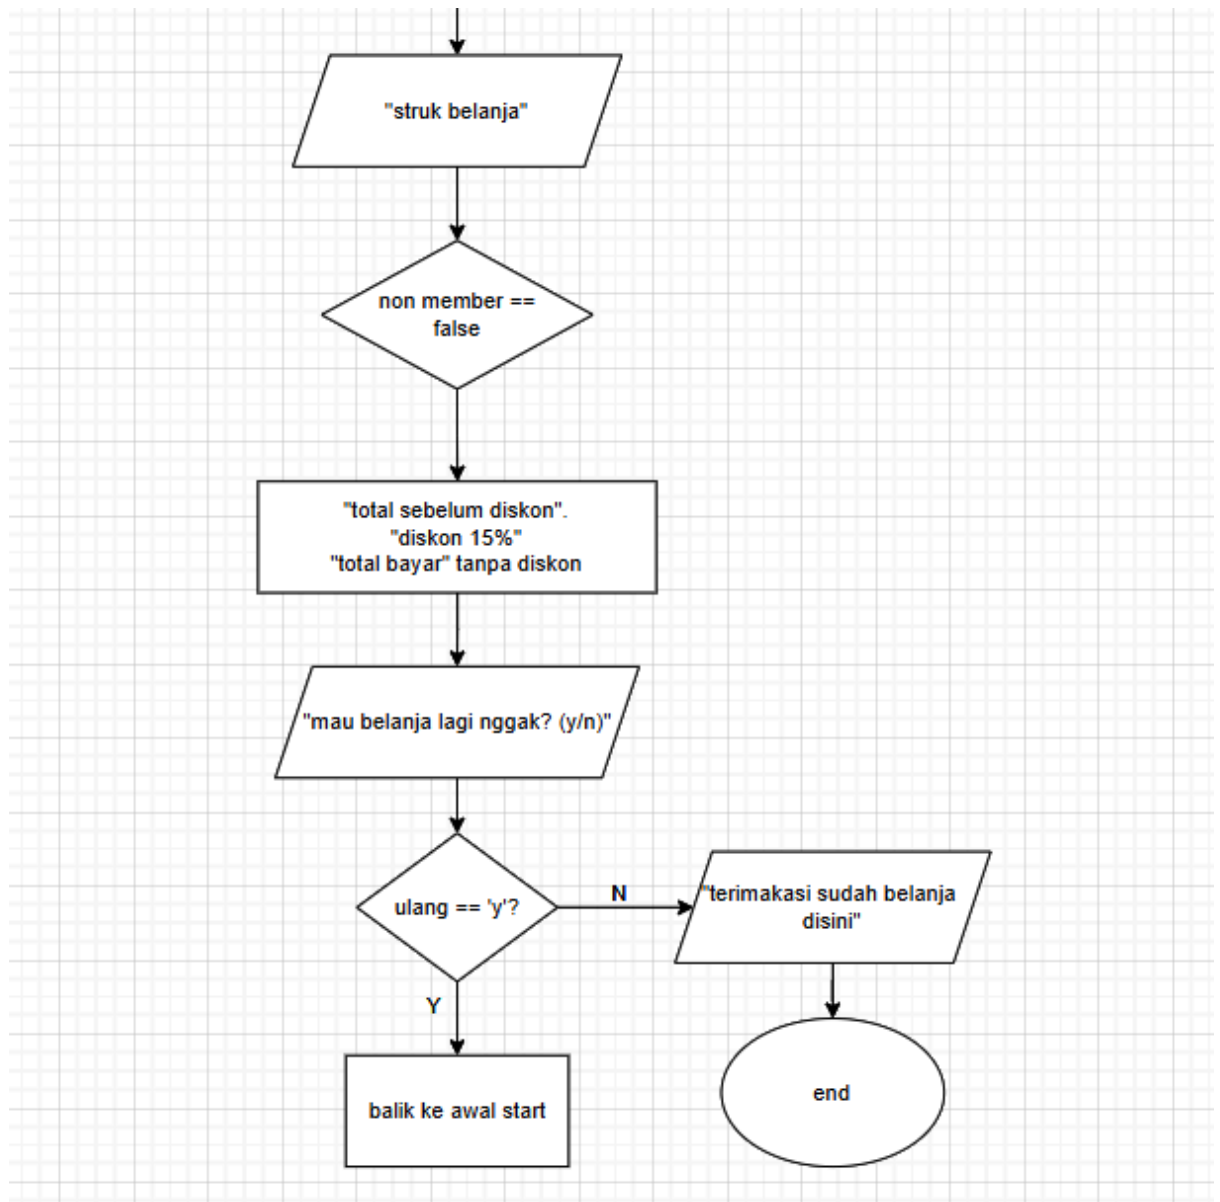 "struk belanja"
non member ==
false
"total sebelum diskon".
"diskon 15%"
"total bayar" tanpa diskon
"mau belanja lagi nggak? (y/n)"
ulang == 'y'?
N
"terimakasi sudah belanja
disini"
Y
balik ke awal start
end